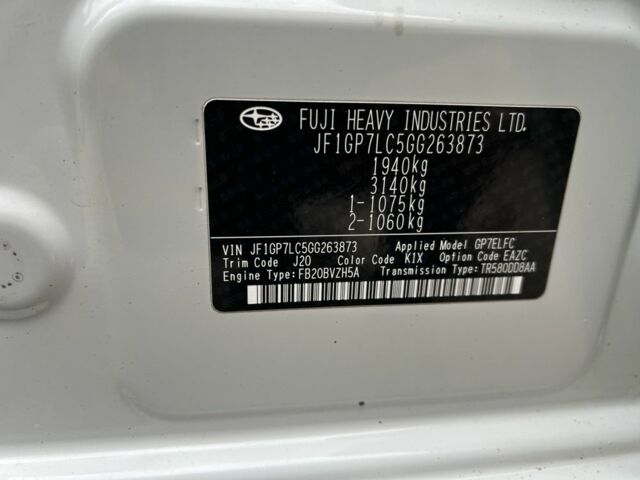 FUJI HEAVY INDUSTRIES LTD.
JF1GP7LC5GG263873
1940kg
3140kg
1-1075kg
2-1060kg
VIN JF1GP7LC5GG263873 Applied Model GP7ELFC
Trim Code J20 Color Code K1X Option Code EAZC
Engine Type: FB20BVZH5A Transmission Type: TR580DD8AA